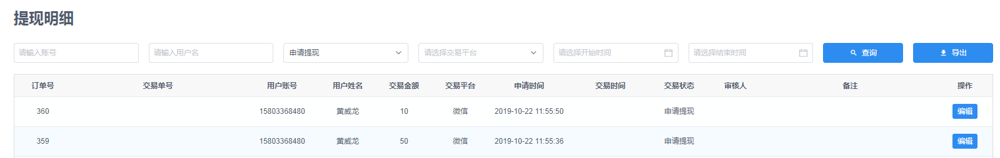 提现明细
请输入账号 请输入用户名 申请提现 请选择交易平台 请选择开始时间 请选择结束时间 查询 导出
订单号 交易单号 用户账号 用户姓名 交易金额 交易平台 申请时间 交易时间 交易状态 审核人 备注 操作
360 15803368480 黄威龙 10 微信 2019-10-22 11:55:50 申请提现 编辑
359 15803368480 黄威龙 50 微信 2019-10-22 11:55:36 申请提现 编辑